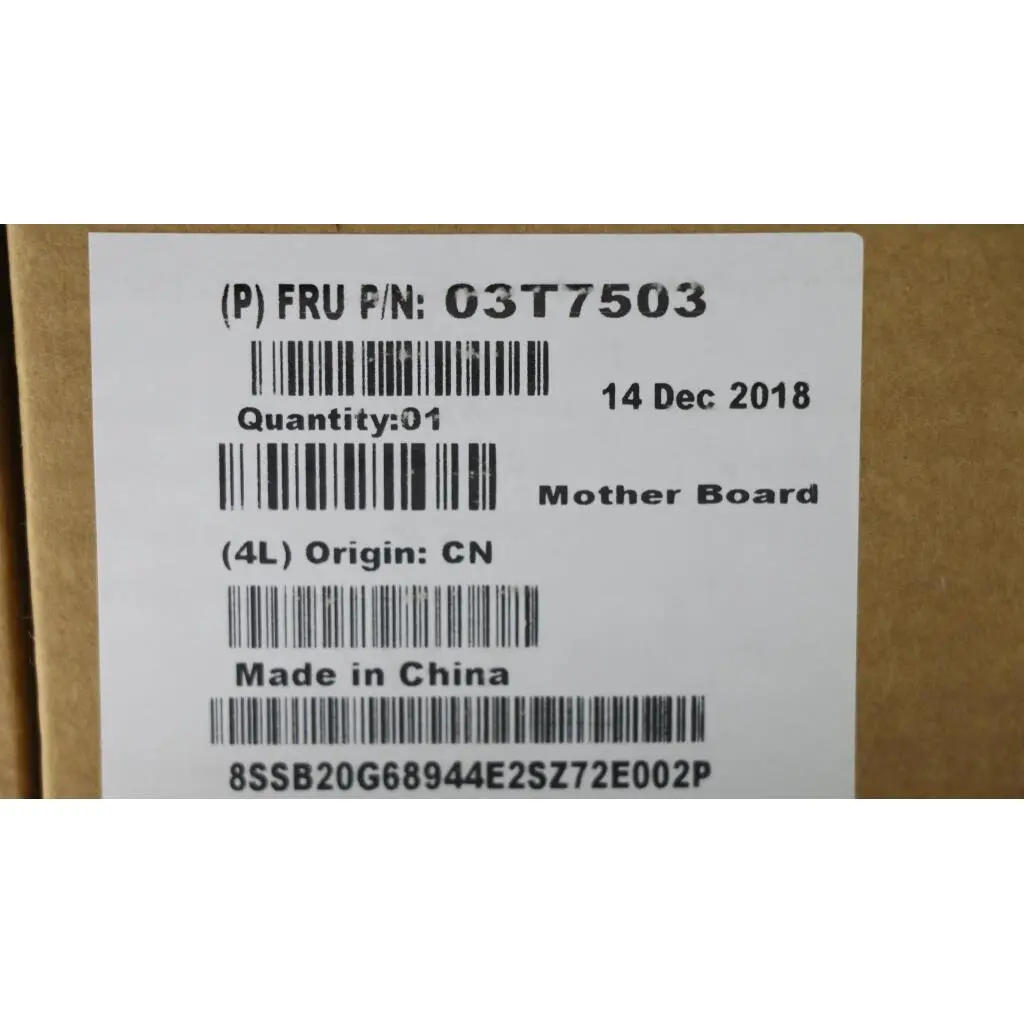 (P) FRU P/N: 03T7503
14 Dec 2018
Quantity:01
Mother Board
(4L) Origin: CN
Made in China
8SSB20G68944E2SZ72E002P